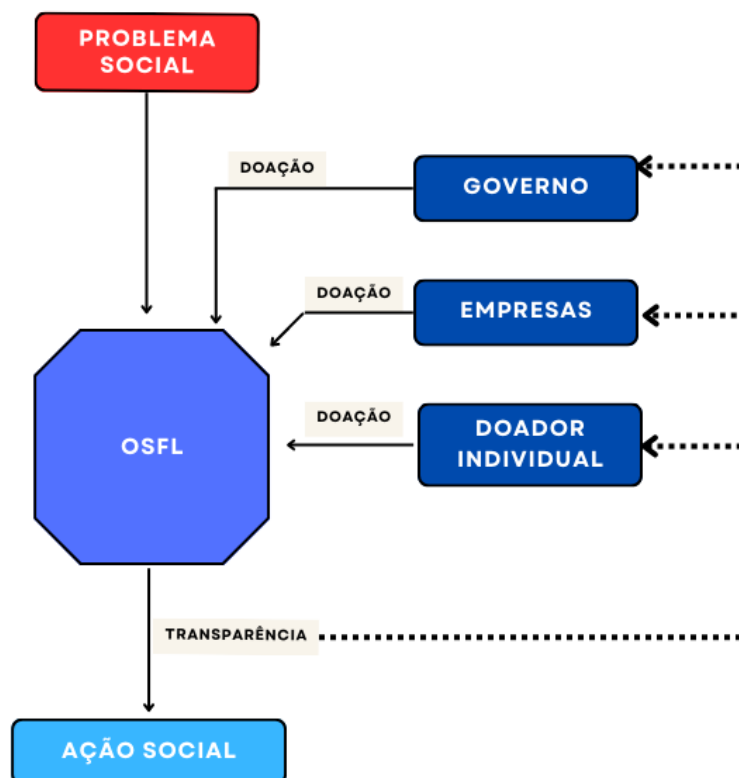 PROBLEMA
SOCIAL
DOAÇÃO
GOVERNO
DOAÇÃO
EMPRESAS
DOAÇÃO
DOADOR
INDIVIDUAL
OSFL
TRANSPARÊNCIA
AÇÃO SOCIAL